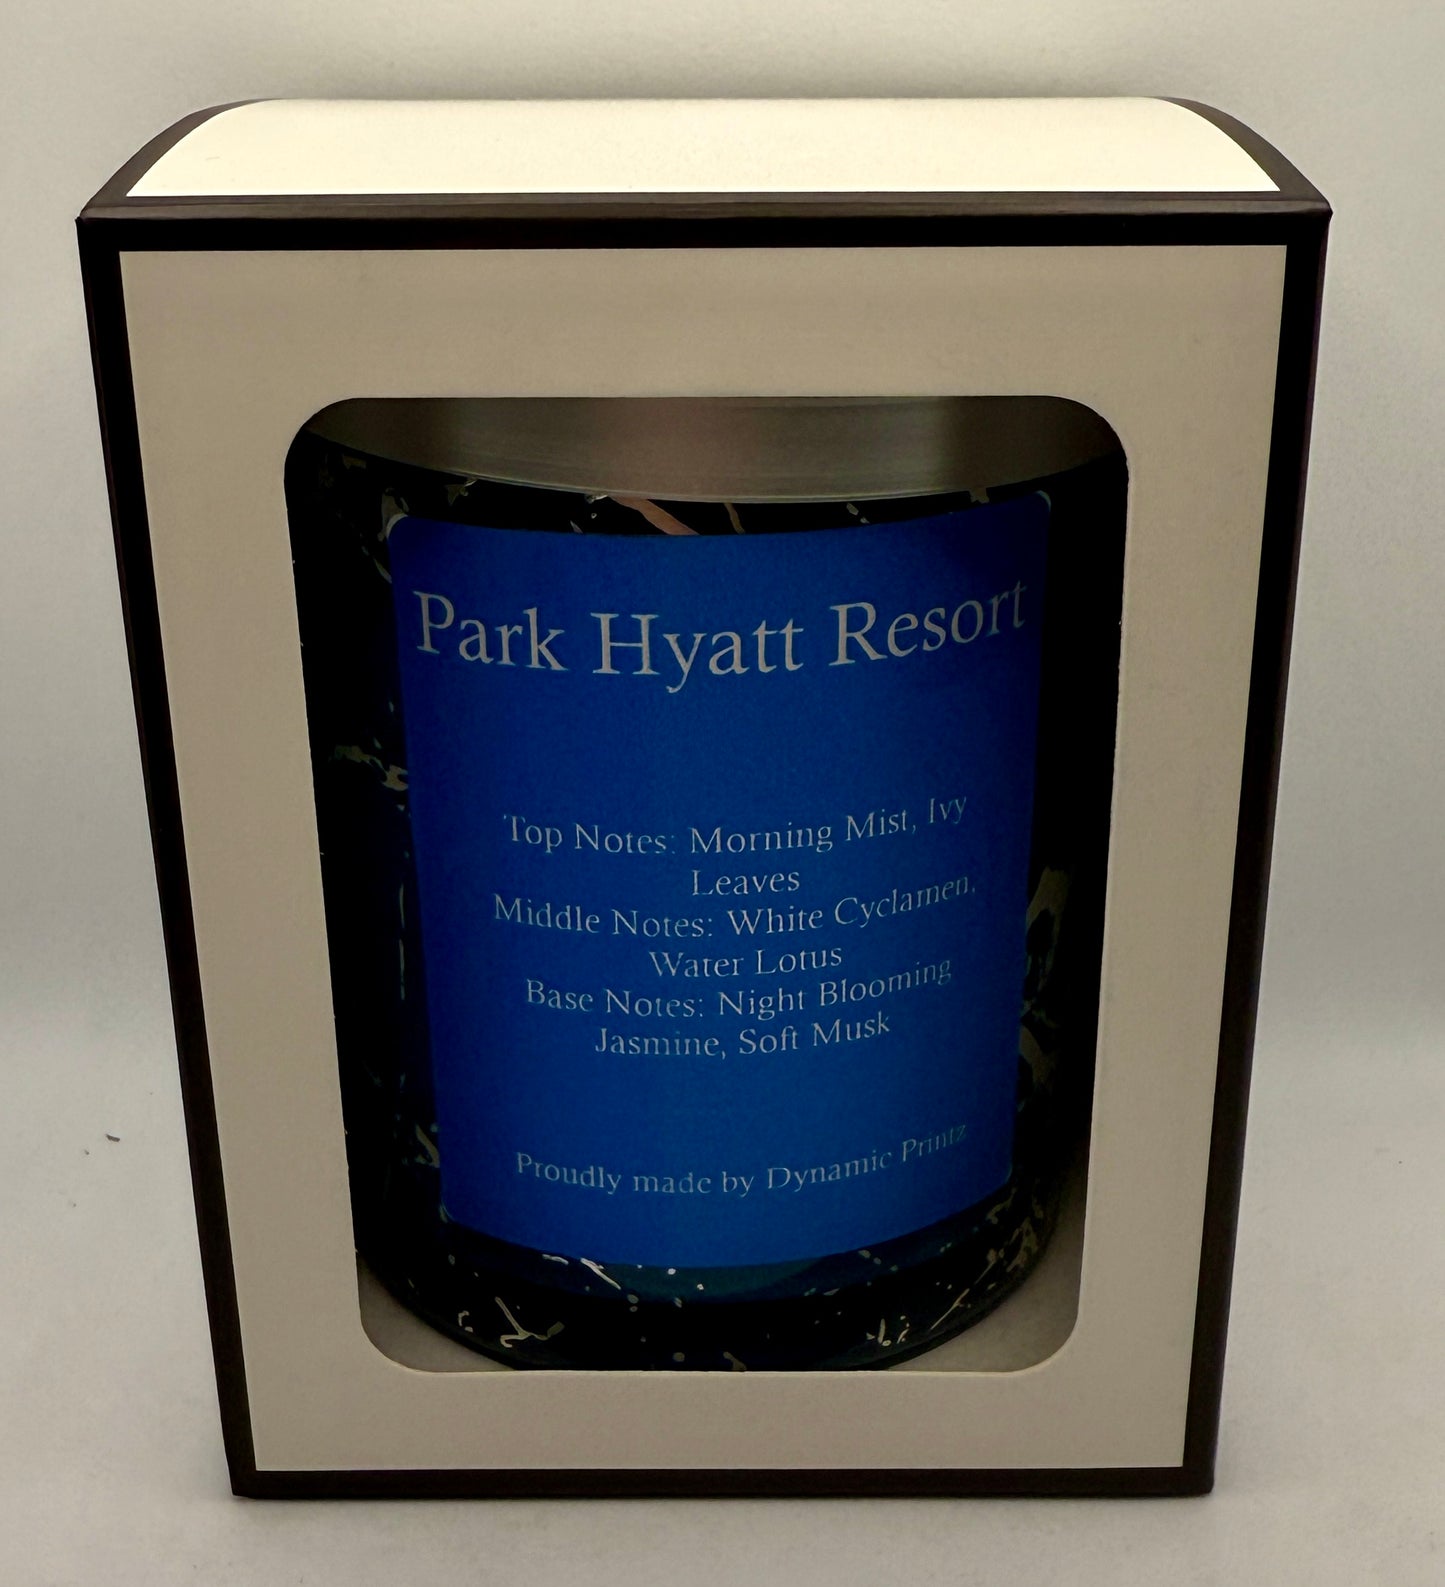 Park Hyatt Resort
Top Notes: Morning Mist, Ivy
Leaves
Middle Notes: White Cyclamen,
Water Lotus
Base Notes: Night Blooming
Jasmine, Soft Musk
Proudly made by Dynamic Printz